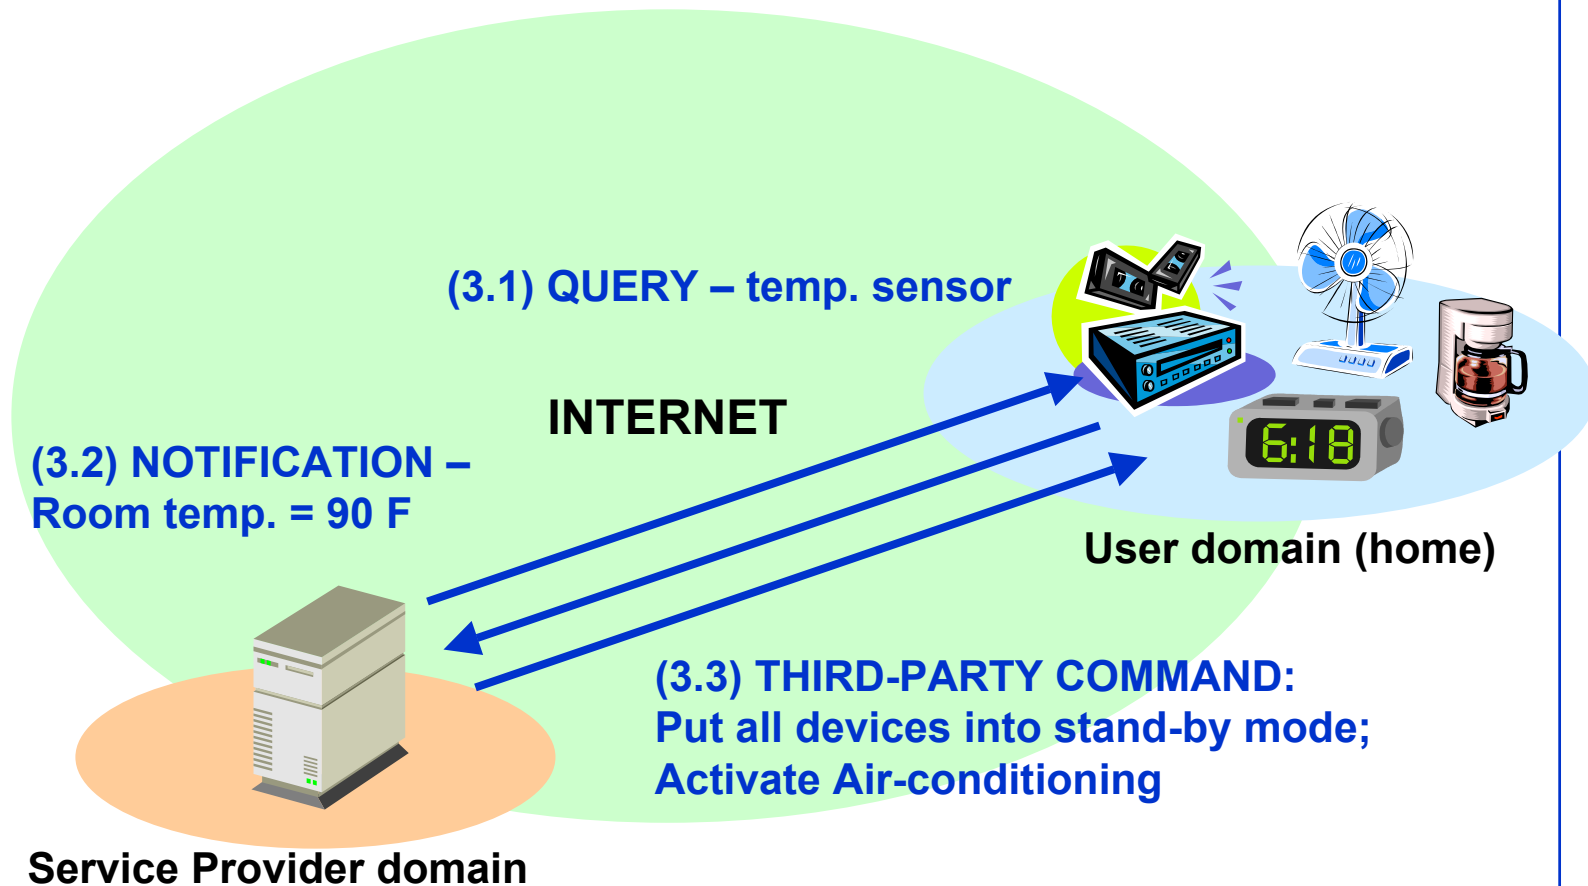 (3.1) QUERY – temp. sensor
INTERNET
(3.2) NOTIFICATION –
Room temp. = 90 F
6:18
User domain (home)
(3.3) THIRD-PARTY COMMAND:
Put all devices into stand-by mode;
Activate Air-conditioning
Service Provider domain